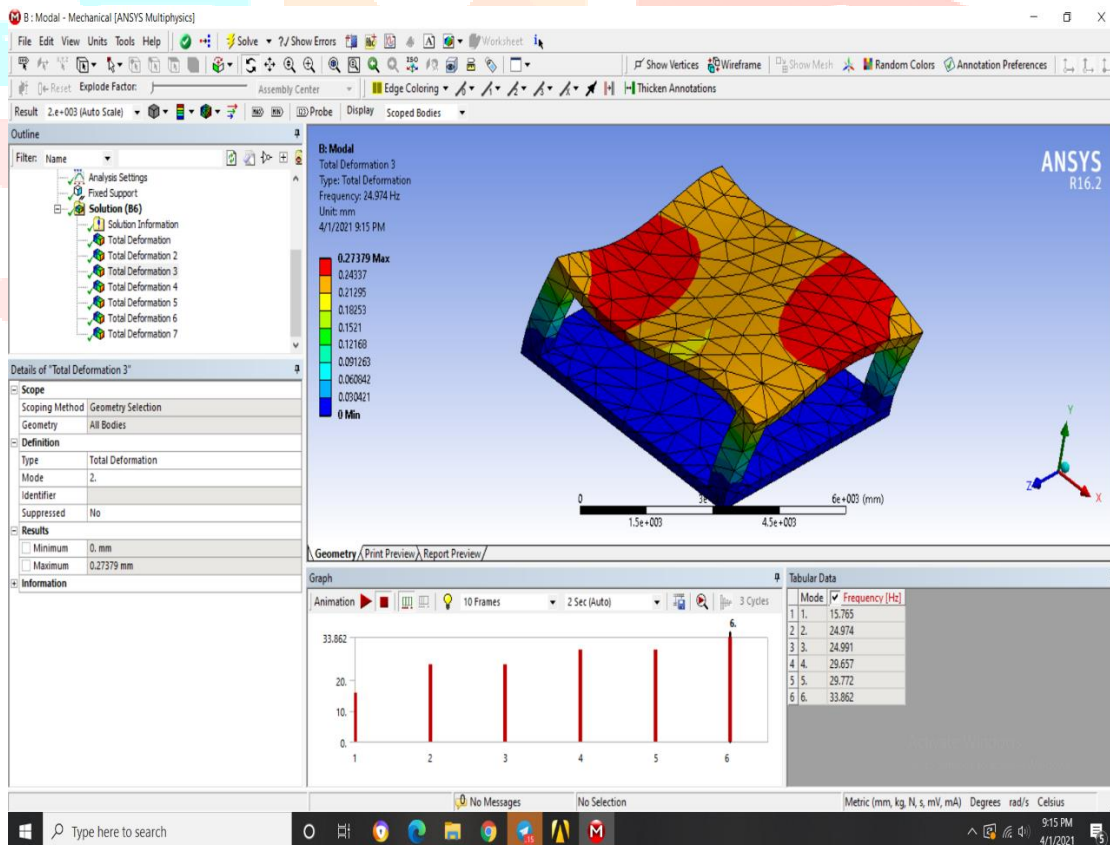 B : Modal - Mechanical [ANSYS Multiphysics]
File Edit View Units Tools Help Solve ?/ Show Errors Worksheet
Show Vertices Wireframe Show Mesh Random Colors Annotation Preferences
Reset Explode Factor: Assembly Center Edge Coloring Thicken Annotations
Result 2.e+003 (Auto Scale) Probe Display Scoped Bodies
Outline
Filter: Name
Analysis Settings
Fixed Support
Solution (B6)
Solution Information
Total Deformation
Total Deformation 2
Total Deformation 3
Total Deformation 4
Total Deformation 5
Total Deformation 6
Total Deformation 7
Details of "Total Deformation 3"
Scope
Scoping Method Geometry Selection
Geometry All Bodies
Definition
Type Total Deformation
Mode 2.
Identifier
Suppressed No
Results
Minimum 0. mm
Maximum 0.27379 mm
Information
B: Modal
Total Deformation 3
Type: Total Deformation
Frequency: 24.974 Hz
Unit: mm
4/1/2021 9:15 PM
0.27379 Max
0.24337
0.21295
0.18253
0.1521
0.12168
0.091263
0.060842
0.030421
0 Min
ANSYS
R16.2
Y
Z
X
0 3e 6e+003 (mm)
1.5e+003 4.5e+003
Geometry Print Preview Report Preview
Graph
Animation 10 Frames 2 Sec (Auto) 3 Cycles
6.
33.862
20.
10.
0.
1 2 3 4 5 6
Tabular Data
Mode Frequency [Hz]
1 1. 15.765
2 2. 24.974
3 3. 24.991
4 4. 29.657
5 5. 29.772
6 6. 33.862
No Messages No Selection Metric (mm, kg, N, s, mV, mA) Degrees rad/s Celsius
Type here to search
9:15 PM
4/1/2021